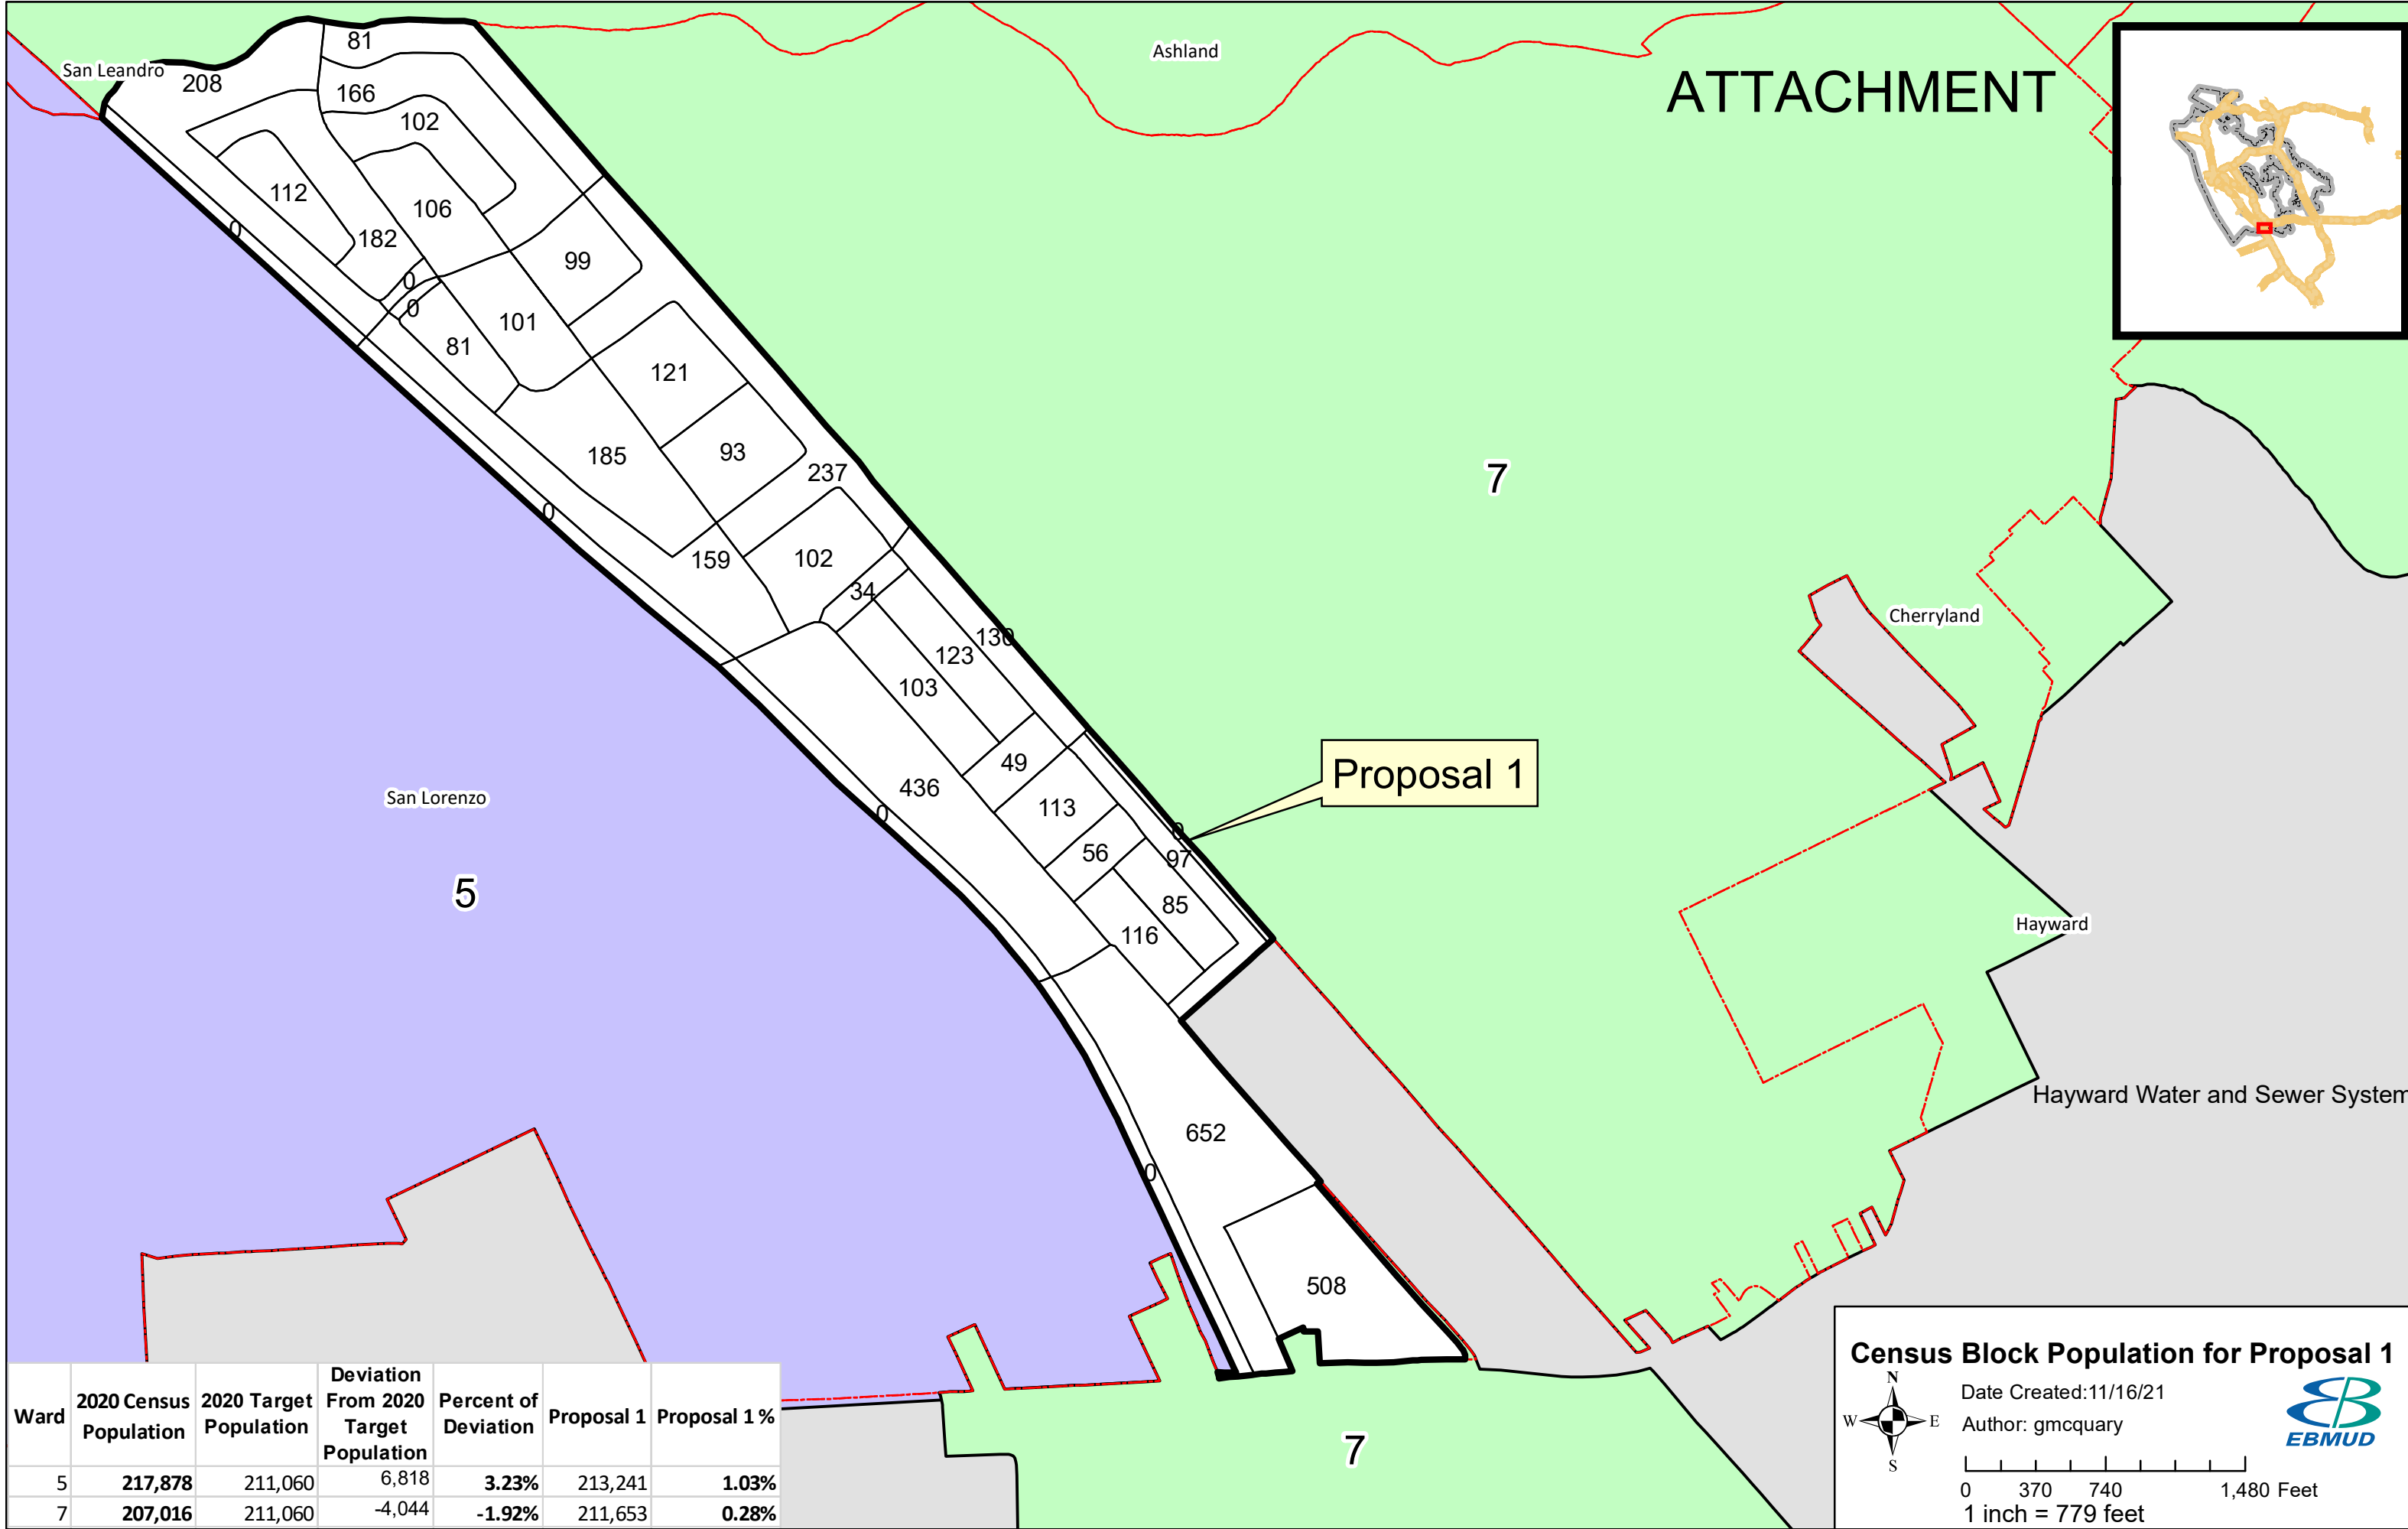 81
Ashland
San Leandro
208
ATTACHMENT
166
102
112
106
0
182
99
0
0
101
81
121
93
185
237
7
0
159
102
34
Cherryland
130
123
103
49
Proposal 1
436
San Lorenzo
113
0
0
56
97
5
85
116
Hayward
Hayward Water and Sewer System
652
0
508
Ward 2020 Census Population 2020 Target Population Deviation From 2020 Target Population Percent of Deviation Proposal 1 Proposal 1 %
5 217,878 211,060 6,818 3.23% 213,241 1.03%
7 207,016 211,060 -4,044 -1.92% 211,653 0.28%
7
Census Block Population for Proposal 1
N
W E
S
Date Created:11/16/21
Author: gmcquary
EBMUD
0 370 740 1,480 Feet
1 inch = 779 feet